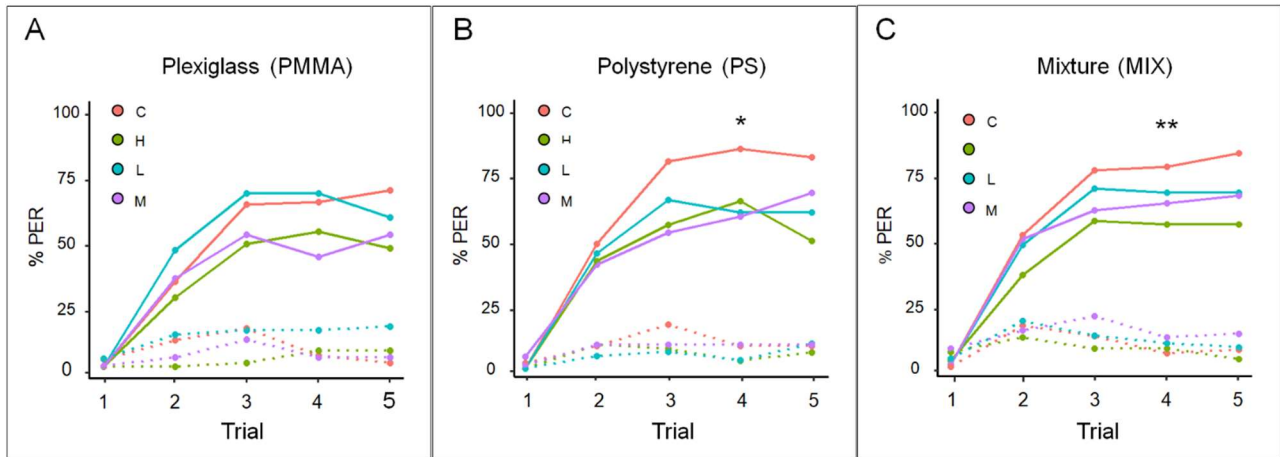 A
Plexiglass (PMMA)
100
75
50
25
0
% PER
C
H
L
M
1 2 3 4 5
Trial
B
Polystyrene (PS)
100
75
50
25
0
% PER
C
L
M
*
1 2 3 4 5
Trial
C
Mixture (MIX)
100
75
50
25
0
% PER
C
L
M
**
1 2 3 4 5
Trial